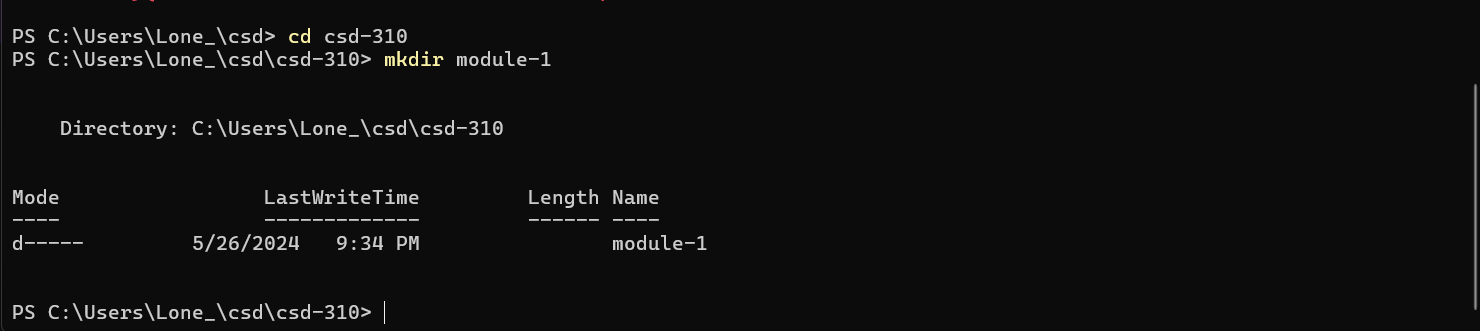 PS C:\Users\Lone_\csd> cd csd-310
PS C:\Users\Lone_\csd\csd-310> mkdir module-1
Directory: C:\Users\Lone_\csd\csd-310
Mode                 LastWriteTime         Length Name
----                 -------------         ------ ----
d-----         5/26/2024   9:34 PM                module-1
PS C:\Users\Lone_\csd\csd-310>